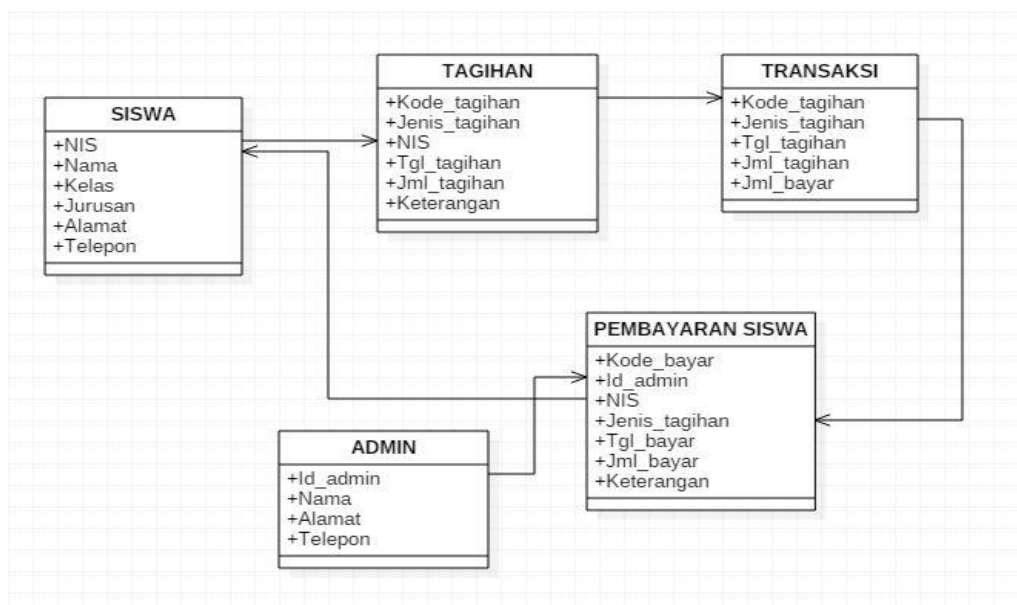 SISWA
+NIS
+Nama
+Kelas
+Jurusan
+Alamat
+Telepon
TAGIHAN
+Kode_tagihan
+Jenis_tagihan
+NIS
+Tgl_tagihan
+Jml_tagihan
+Keterangan
TRANSAKSI
+Kode_tagihan
+Jenis_tagihan
+Tgl_tagihan
+Jml_tagihan
+Jml_bayar
PEMBAYARAN SISWA
+Kode_bayar
+Id_admin
+NIS
+Jenis_tagihan
+Tgl_bayar
+Jml_bayar
+Keterangan
ADMIN
+Id_admin
+Nama
+Alamat
+Telepon